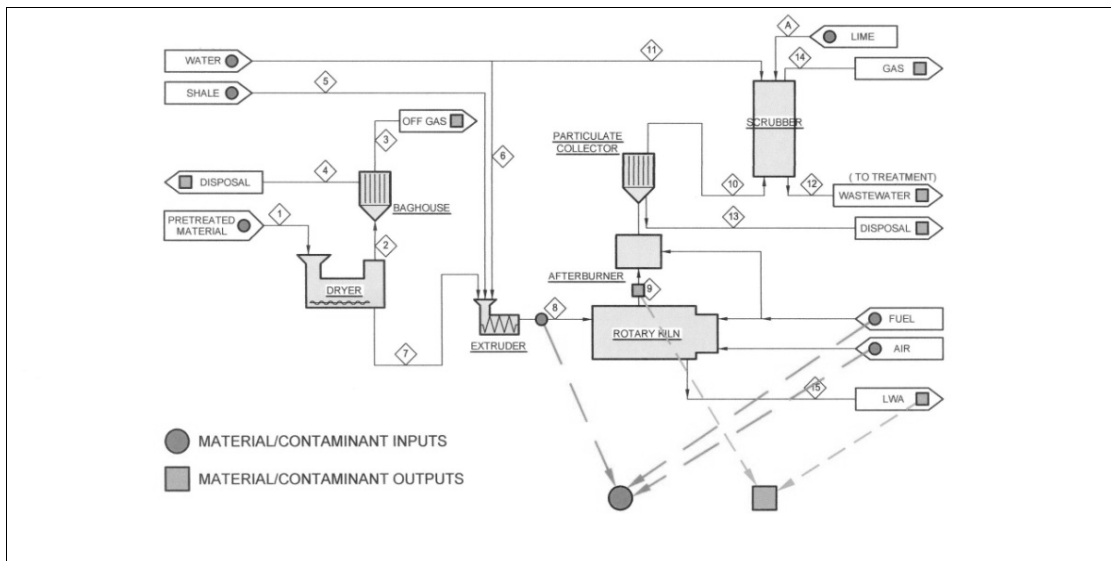 A
LIME
11
14
WATER
GAS
5
SHALE
SCRUBBER
3
OFF GAS
PARTICULATE
COLLECTOR
6
4
DISPOSAL
10
12
( TO TREATMENT)
WASTEWATER
BAGHOUSE
1
PRETREATED
MATERIAL
13
DISPOSAL
2
DRYER
AFTERBURNER
9
8
FUEL
ROTARY KILN
EXTRUDER
7
AIR
15
LWA
MATERIAL/CONTAMINANT INPUTS
MATERIAL/CONTAMINANT OUTPUTS